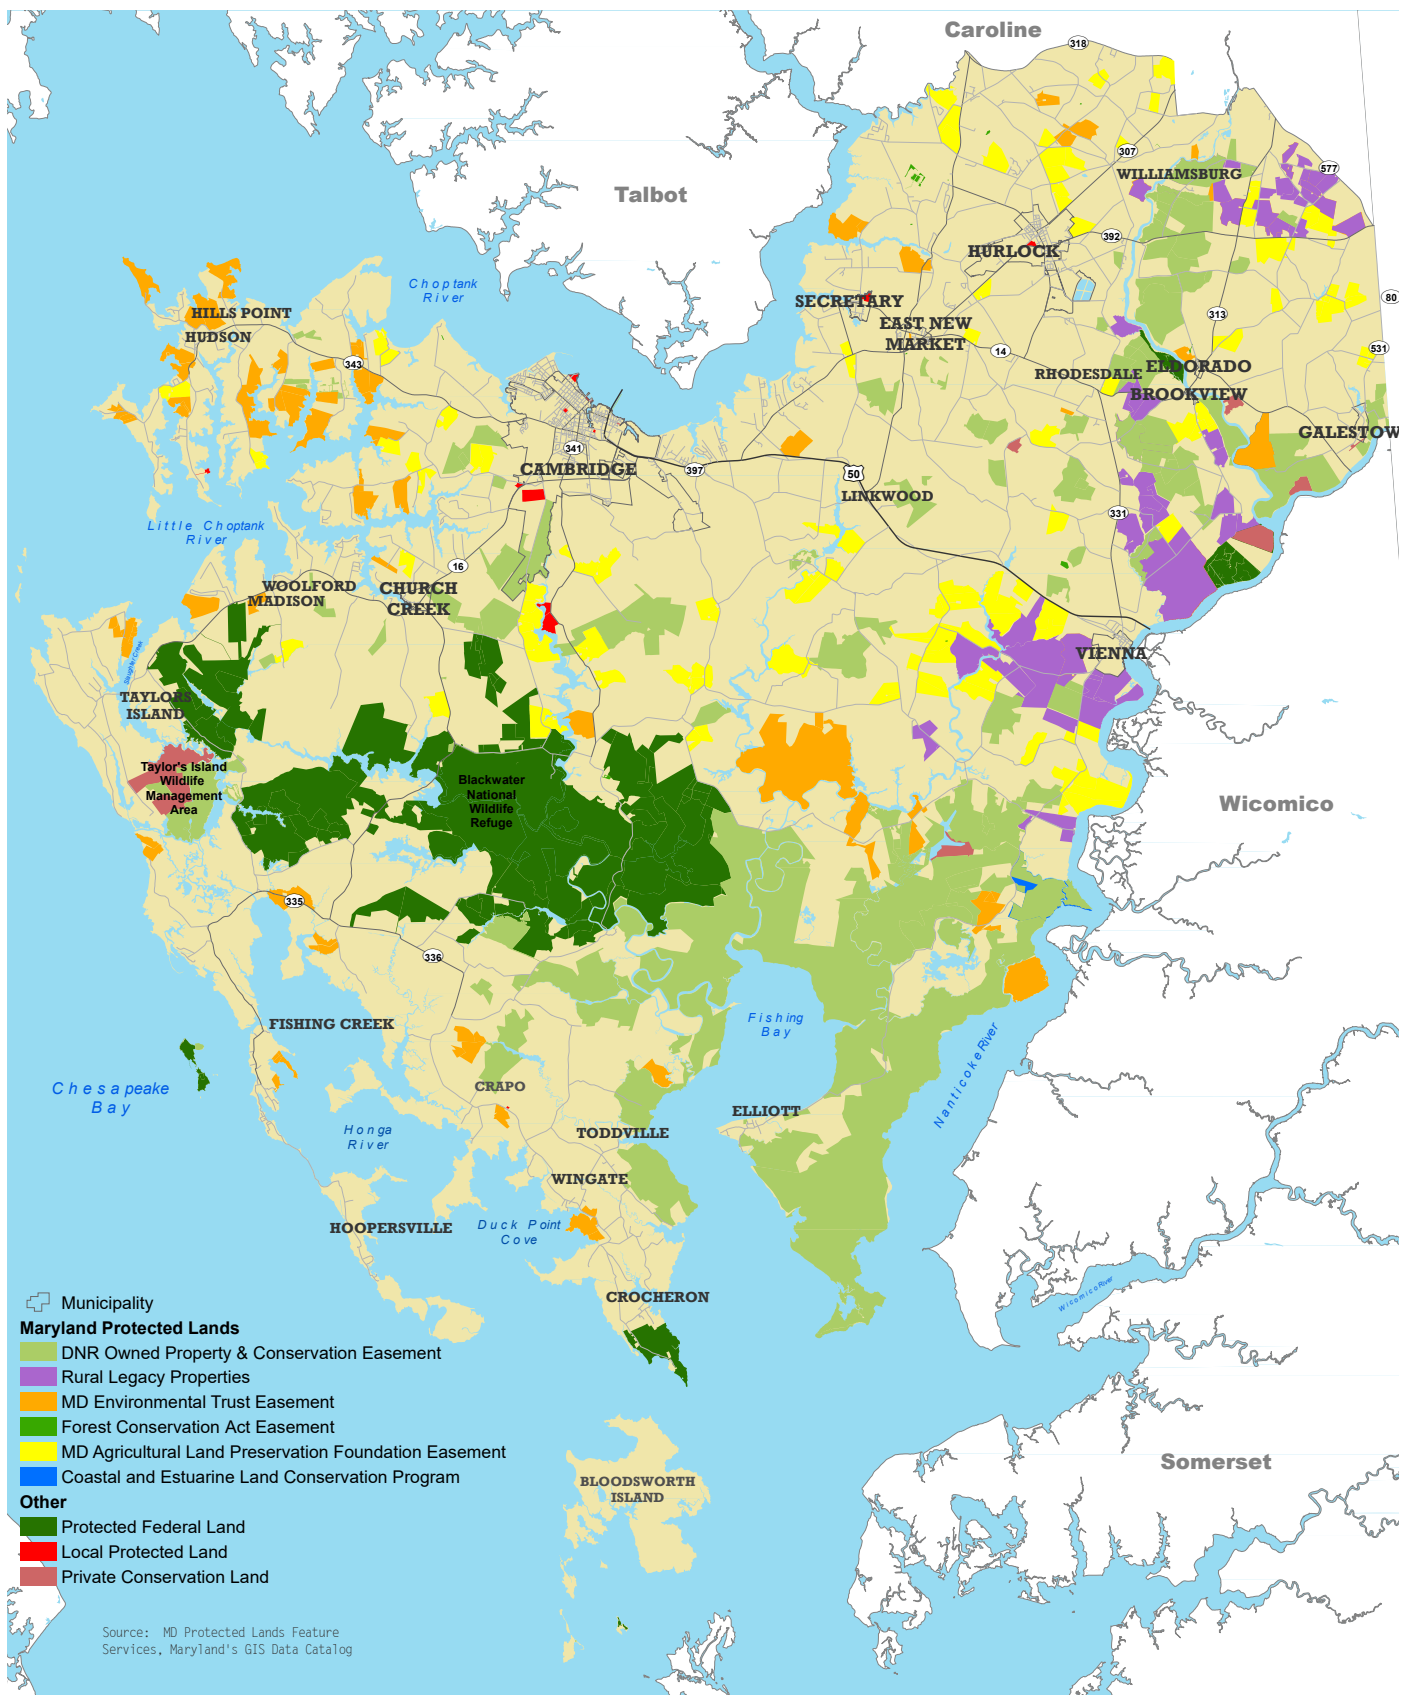 Caroline
318
307
577
WILLIAMSBURG
Talbot
392
HURLOCK
Choptank
River
SECRETARY
80
HILLS POINT
313
EAST NEW
MARKET
HUDSON
14
531
343
RHODESDALE
ELDORADO
BROOKVIEW
GALESTOW
341
CAMBRIDGE
397
50
LINKWOOD
331
Little Choptank
River
16
WOOLFORD
MADISON
CHURCH
CREEK
VIENNA
Slaughter Creek
TAYLORS
ISLAND
Taylor's Island
Wildlife
Management
Area
Blackwater
National
Wildlife
Refuge
Wicomico
335
336
FISHING CREEK
Fishing
Bay
Nanticoke River
Chesapeake
Bay
CRAPO
ELLIOTT
Honga
River
TODDVILLE
WINGATE
HOOPERSVILLE
Duck Point
Cove
Wicomico River
CROCHERON
Municipality
Maryland Protected Lands
DNR Owned Property & Conservation Easement
Rural Legacy Properties
MD Environmental Trust Easement
Forest Conservation Act Easement
MD Agricultural Land Preservation Foundation Easement
Coastal and Estuarine Land Conservation Program
Other
Protected Federal Land
Local Protected Land
Private Conservation Land
Somerset
BLOODSWORTH
ISLAND
Source: MD Protected Lands Feature
Services, Maryland's GIS Data Catalog